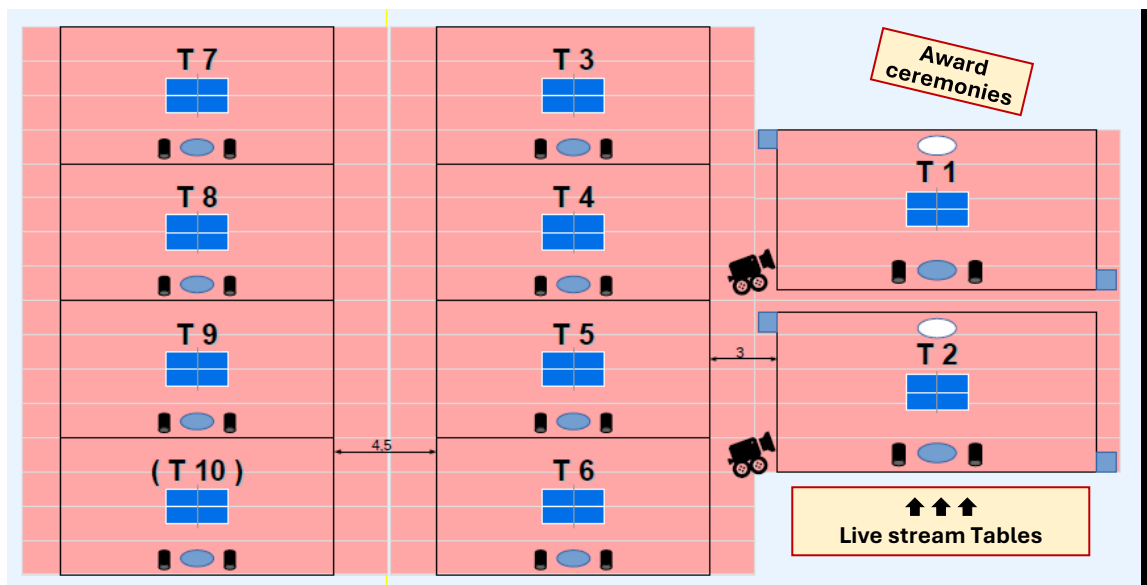 T 7
T 3
Award
ceremonies
T 1
T 8
T 4
T 9
T 5
T 2
3
4,5
( T 10 )
T 6
Live stream Tables